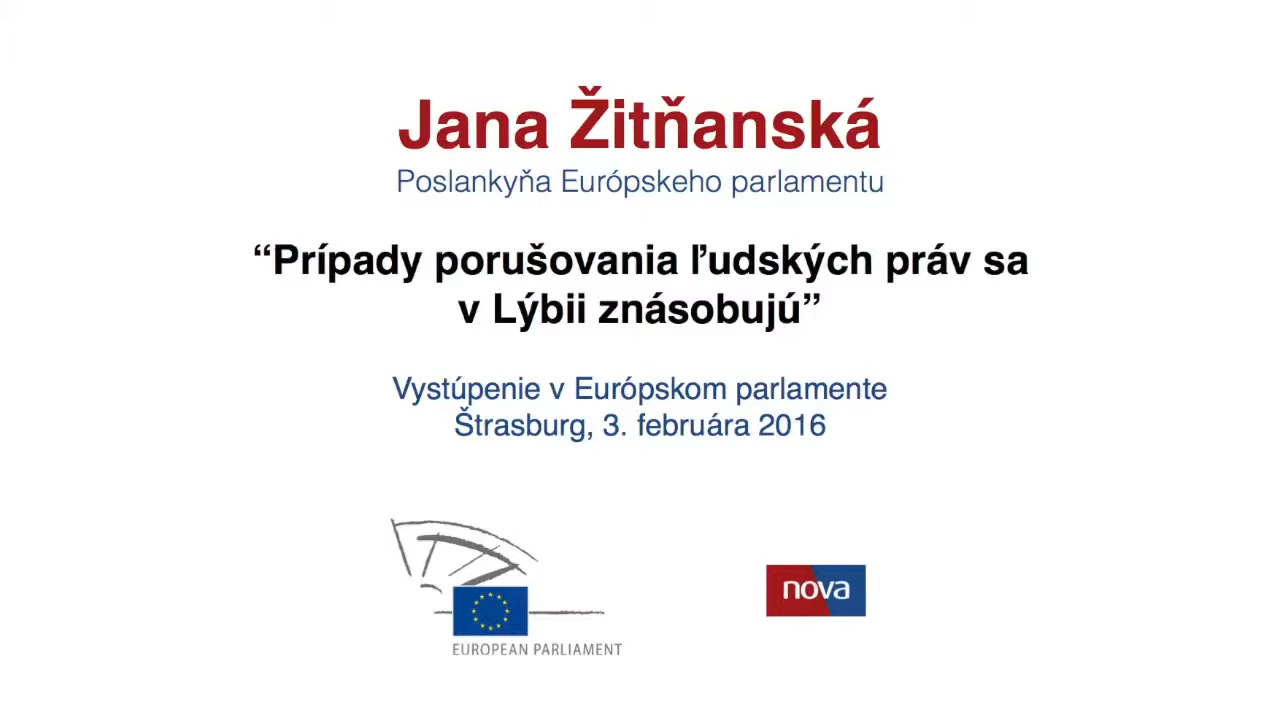 Jana Žitňanská
Poslankyňa Európskeho parlamentu
“Prípady porušovania ľudských práv sa
v Lýbii znásobujú”
Vystúpenie v Európskom parlamente
Štrasburg, 3. februára 2016
nova
EUROPEAN PARLIAMENT